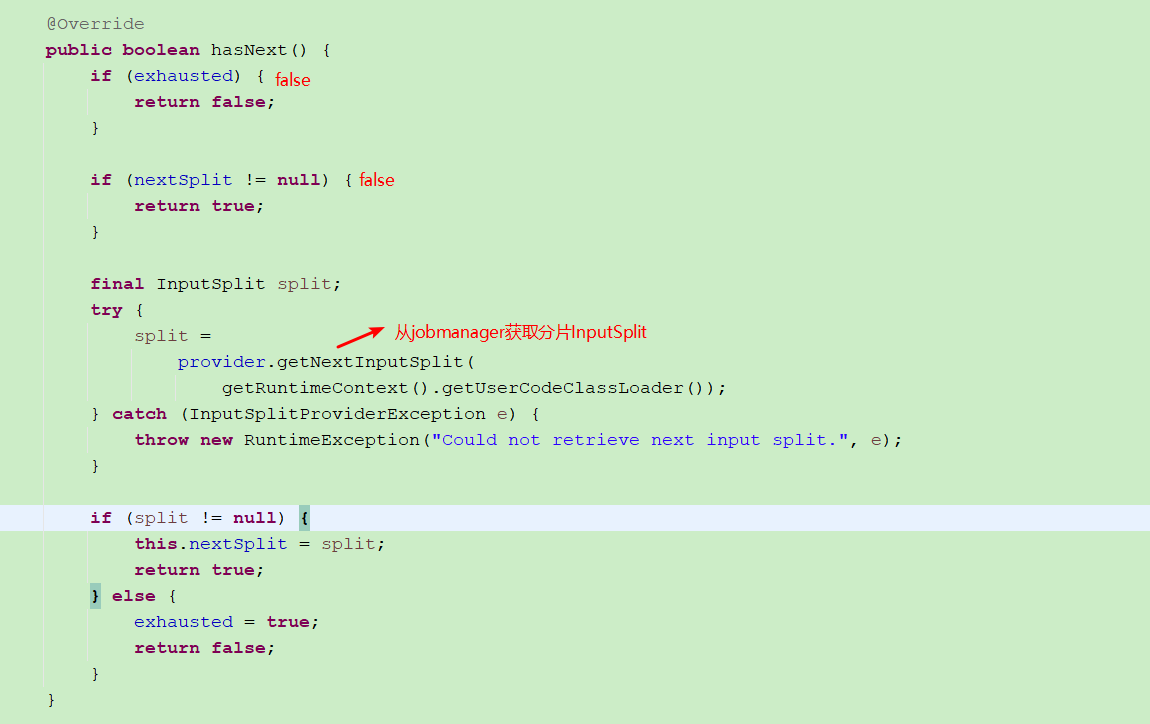 @Override
public boolean hasNext() {
if (exhausted) { false
return false;
}
if (nextSplit != null) { false
return true;
}
final InputSplit split;
try {
split = 从jobmanager获取分片InputSplit
provider.getNextInputSplit(
getRuntimeContext().getUserCodeClassLoader());
} catch (InputSplitProviderException e) {
throw new RuntimeException("Could not retrieve next input split.", e);
}
if (split != null) {
this.nextSplit = split;
return true;
} else {
exhausted = true;
return false;
}
}